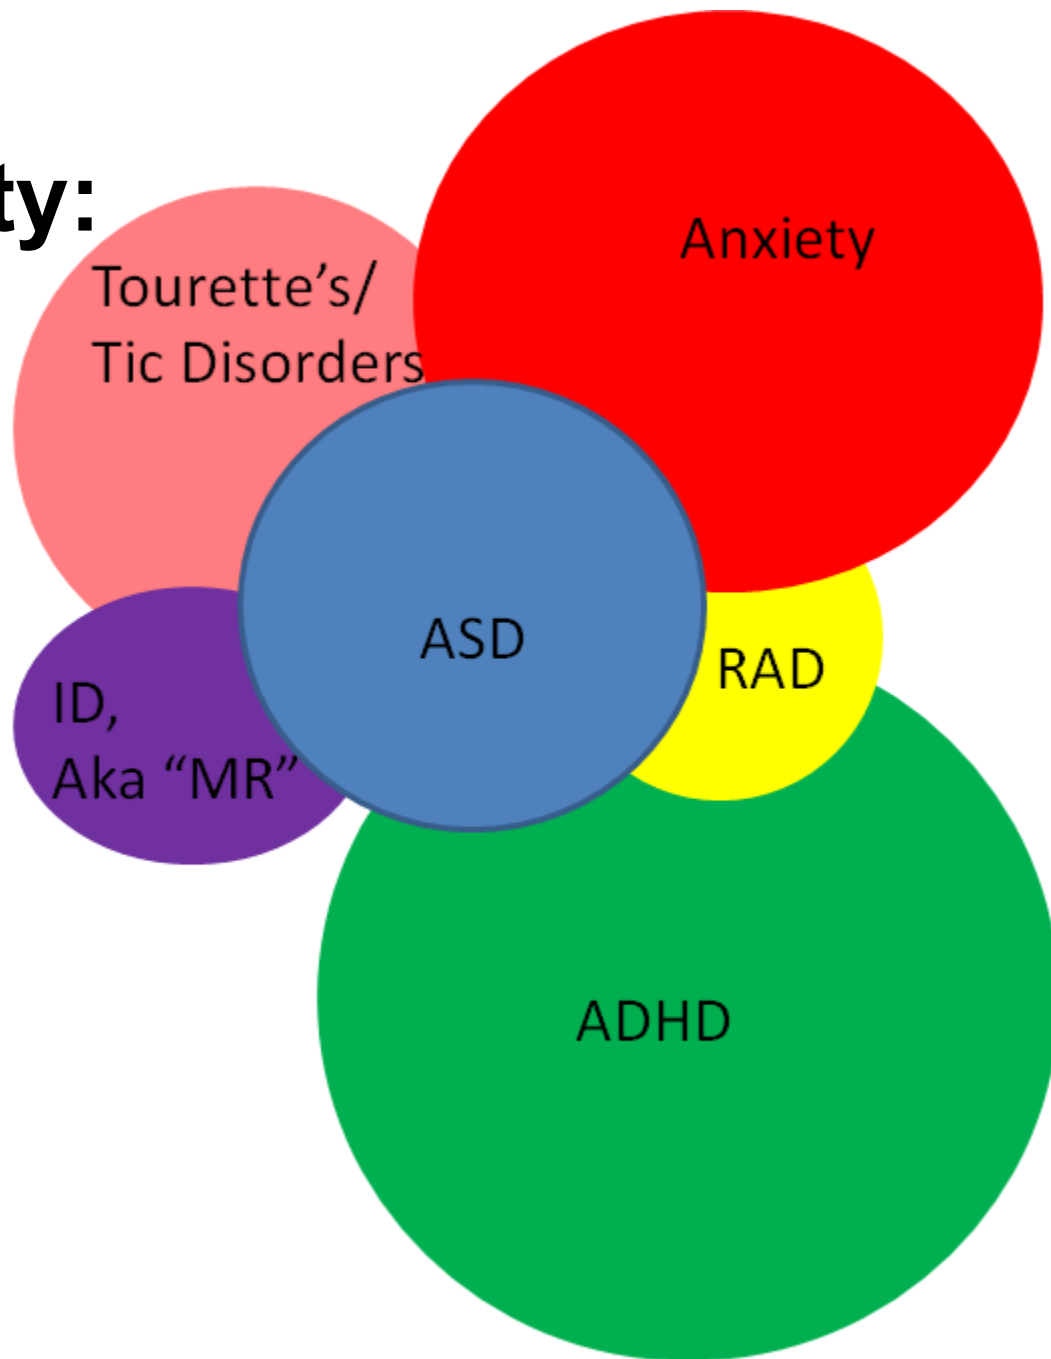 ty:
Anxiety
Tourette’s/
Tic Disorders
ASD
RAD
ID,
Aka “MR”
ADHD